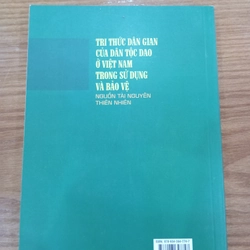 TRI THỨC DÂN GIAN
CỦA DÂN TỘC DAO
Ở VIỆT NAM
TRONG SỬ DỤNG
VÀ BẢO VỆ
NGUỒN TÀI NGUYÊN
THIÊN NHIÊN